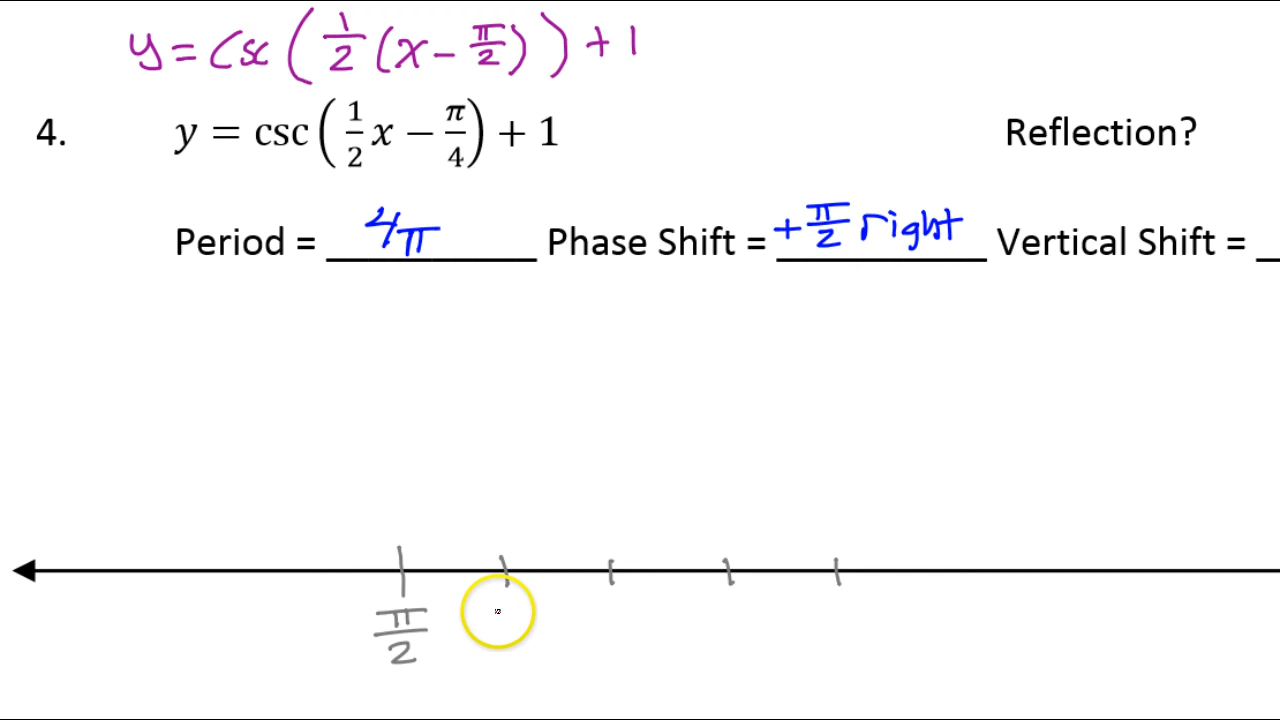 y = csc(1/2(x - π/2)) + 1
4. y = csc(1/2 x − π/4) + 1 Reflection?
Period = 4π Phase Shift = +π/2 right Vertical Shift =
π/2